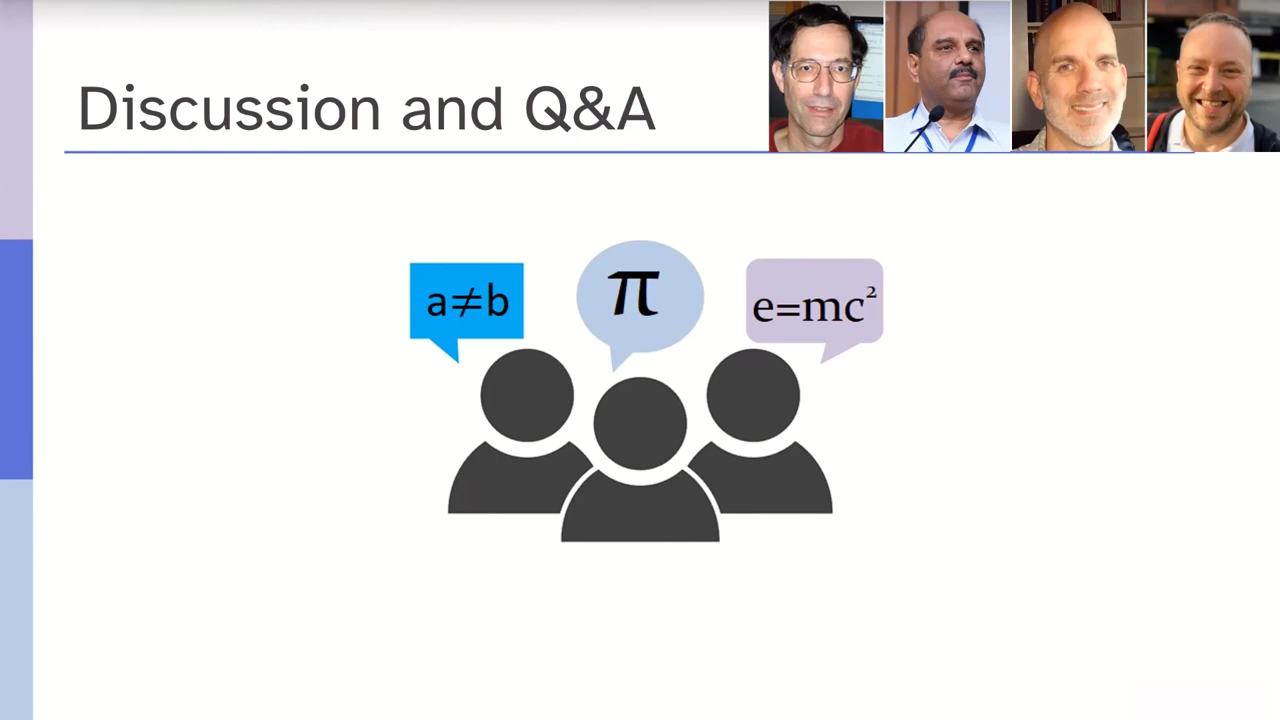 Discussion and Q&A
a≠b
π
e=mc²